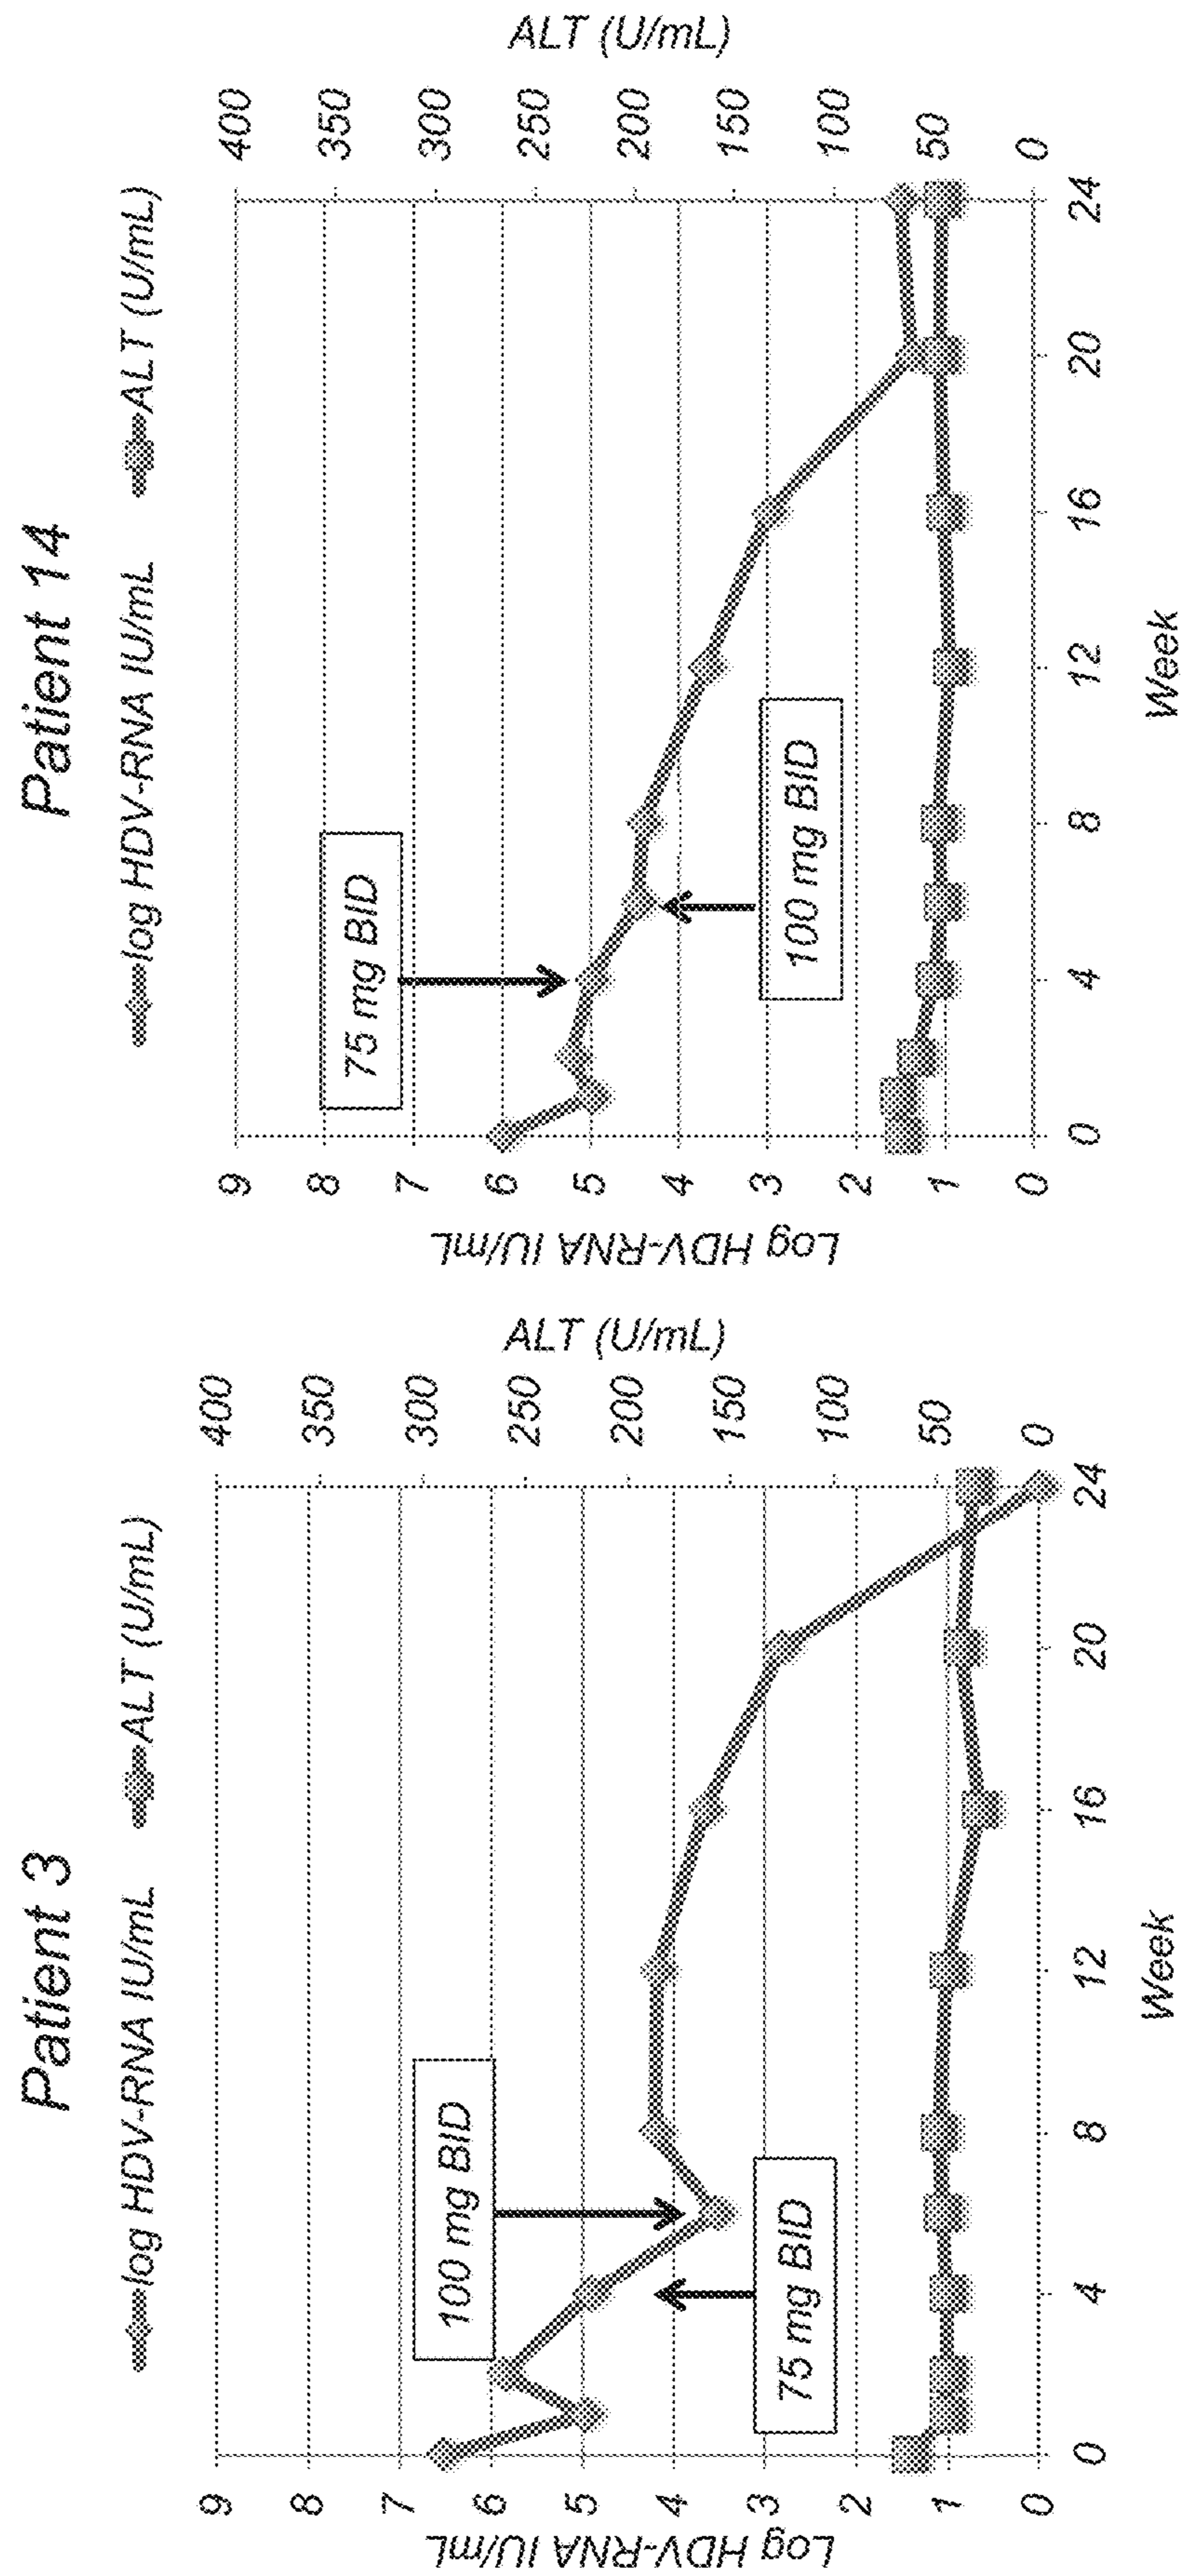 Patient 3
log HDV-RNA IU/mL ALT (U/mL)
Log HDV-RNA IU/mL
9
8
7
6
5
4
3
2
1
0
100 mg BID
75 mg BID
ALT (U/mL)
400
350
300
250
200
150
100
50
0
0 4 8 12 16 20 24
Week
Patient 14
log HDV-RNA IU/mL ALT (U/mL)
Log HDV-RNA IU/mL
9
8
7
6
5
4
3
2
1
0
75 mg BID
100 mg BID
ALT (U/mL)
400
350
300
250
200
150
100
50
0
0 4 8 12 16 20 24
Week